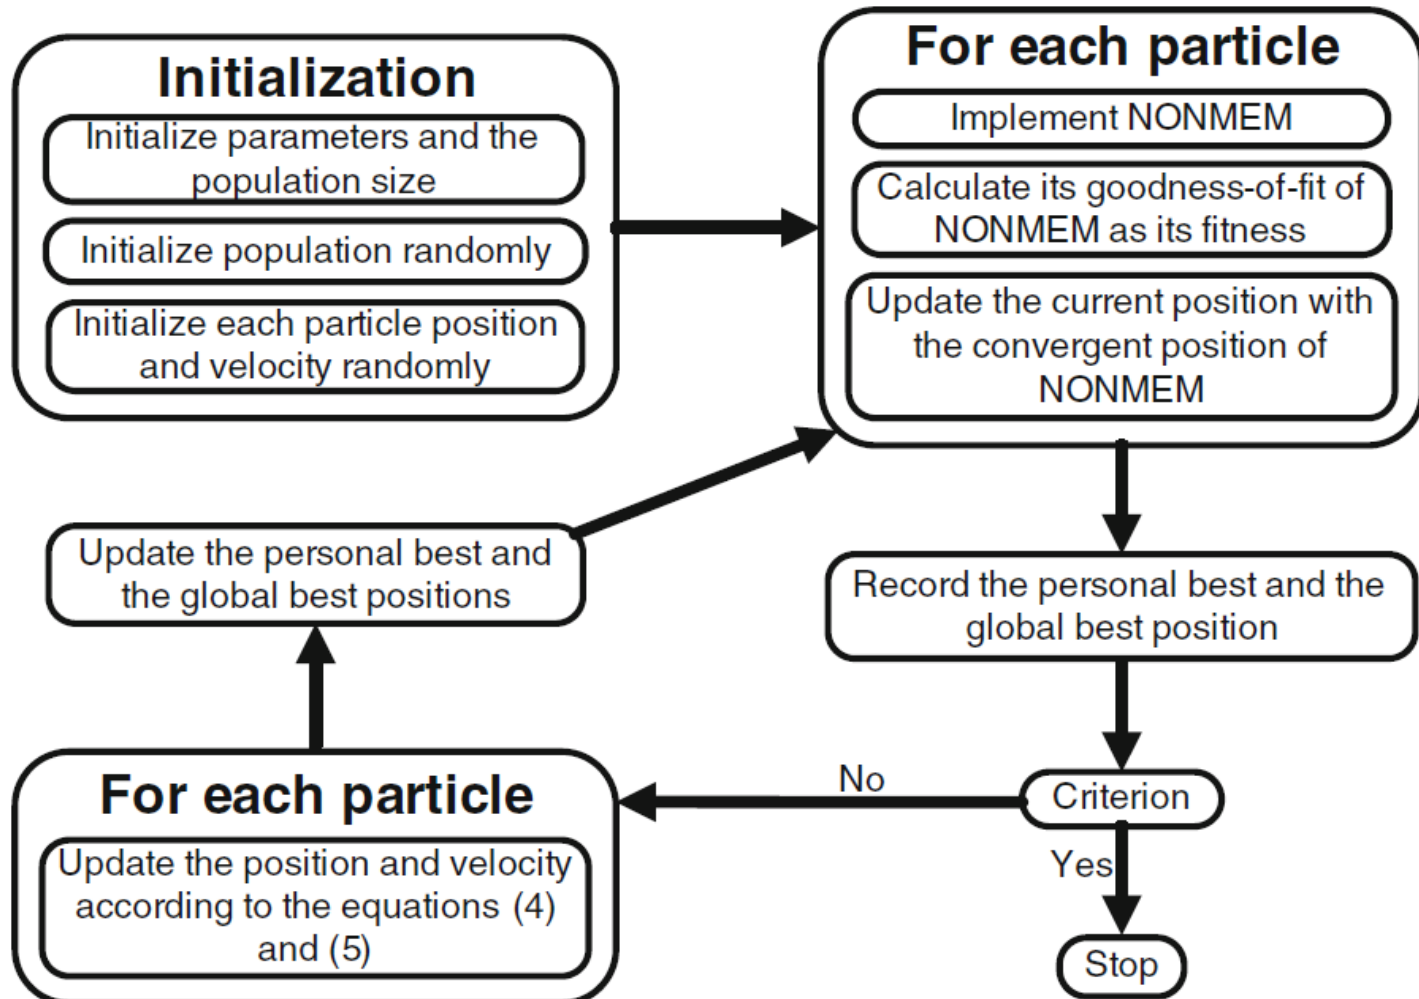 Initialization
Initialize parameters and the
population size
Initialize population randomly
Initialize each particle position
and velocity randomly
For each particle
Implement NONMEM
Calculate its goodness-of-fit of
NONMEM as its fitness
Update the current position with
the convergent position of
NONMEM
Record the personal best and the
global best position
Criterion
No
Yes
Stop
For each particle
Update the position and velocity
according to the equations (4)
and (5)
Update the personal best and
the global best positions